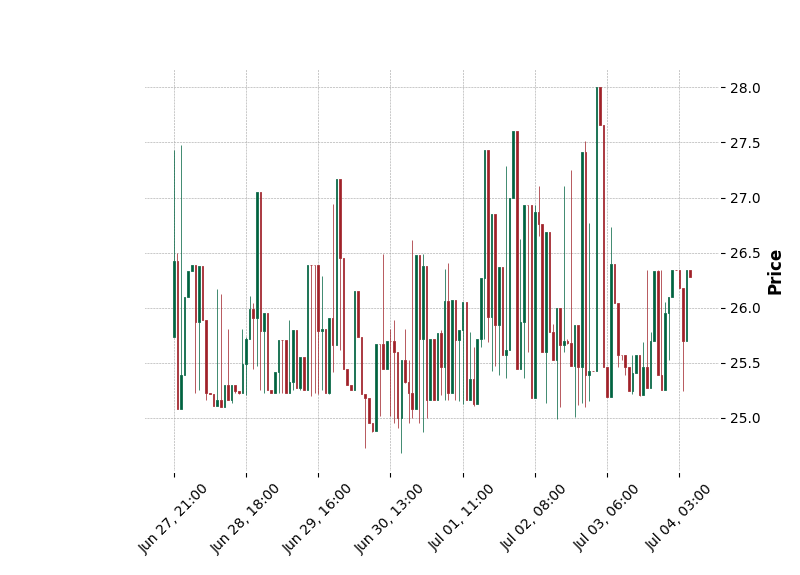 28.0
27.5
27.0
26.5
26.0
25.5
25.0
Price
Jun 27, 21:00
Jun 28, 18:00
Jun 29, 16:00
Jun 30, 13:00
Jul 01, 11:00
Jul 02, 08:00
Jul 03, 06:00
Jul 04, 03:00